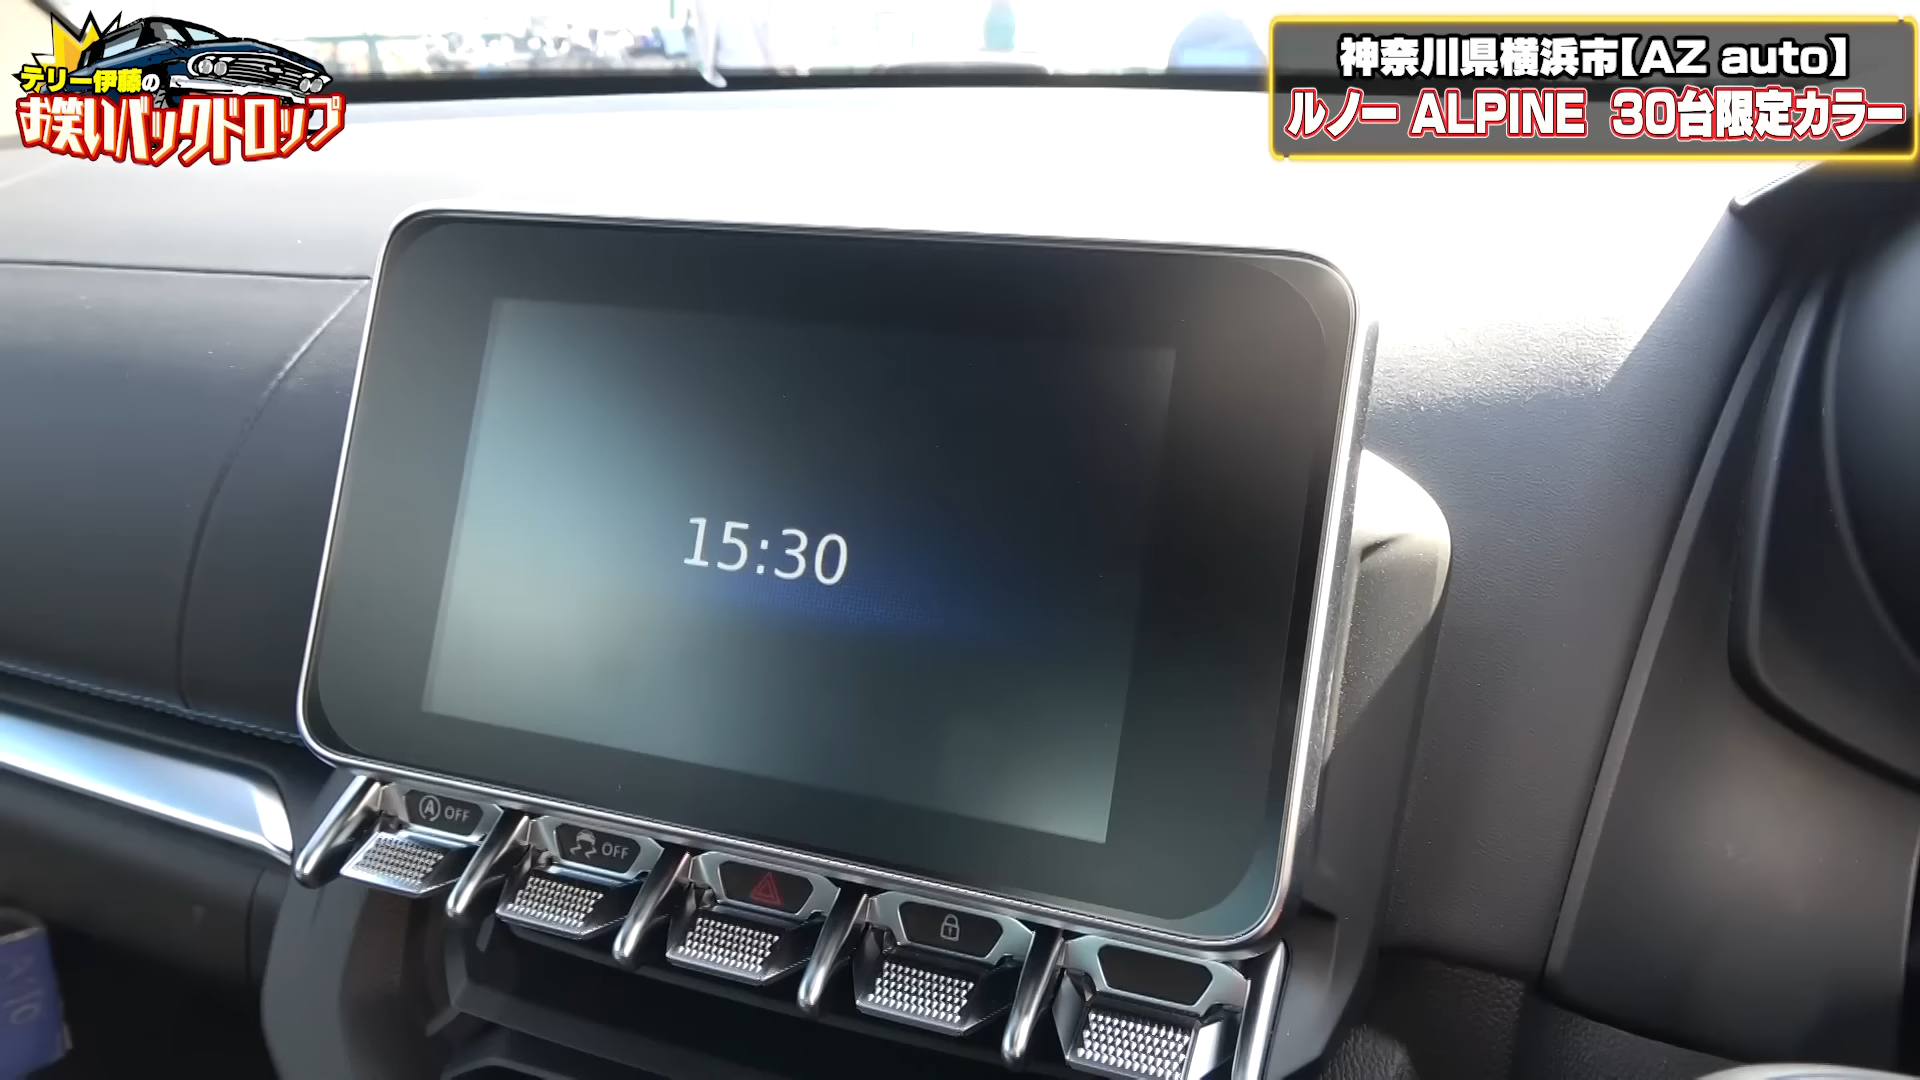 テリー伊藤の
お笑いバックドロップ
神奈川県横浜市【AZ auto】
ルノー ALPINE 30台限定カラー
15:30
A OFF
OFF